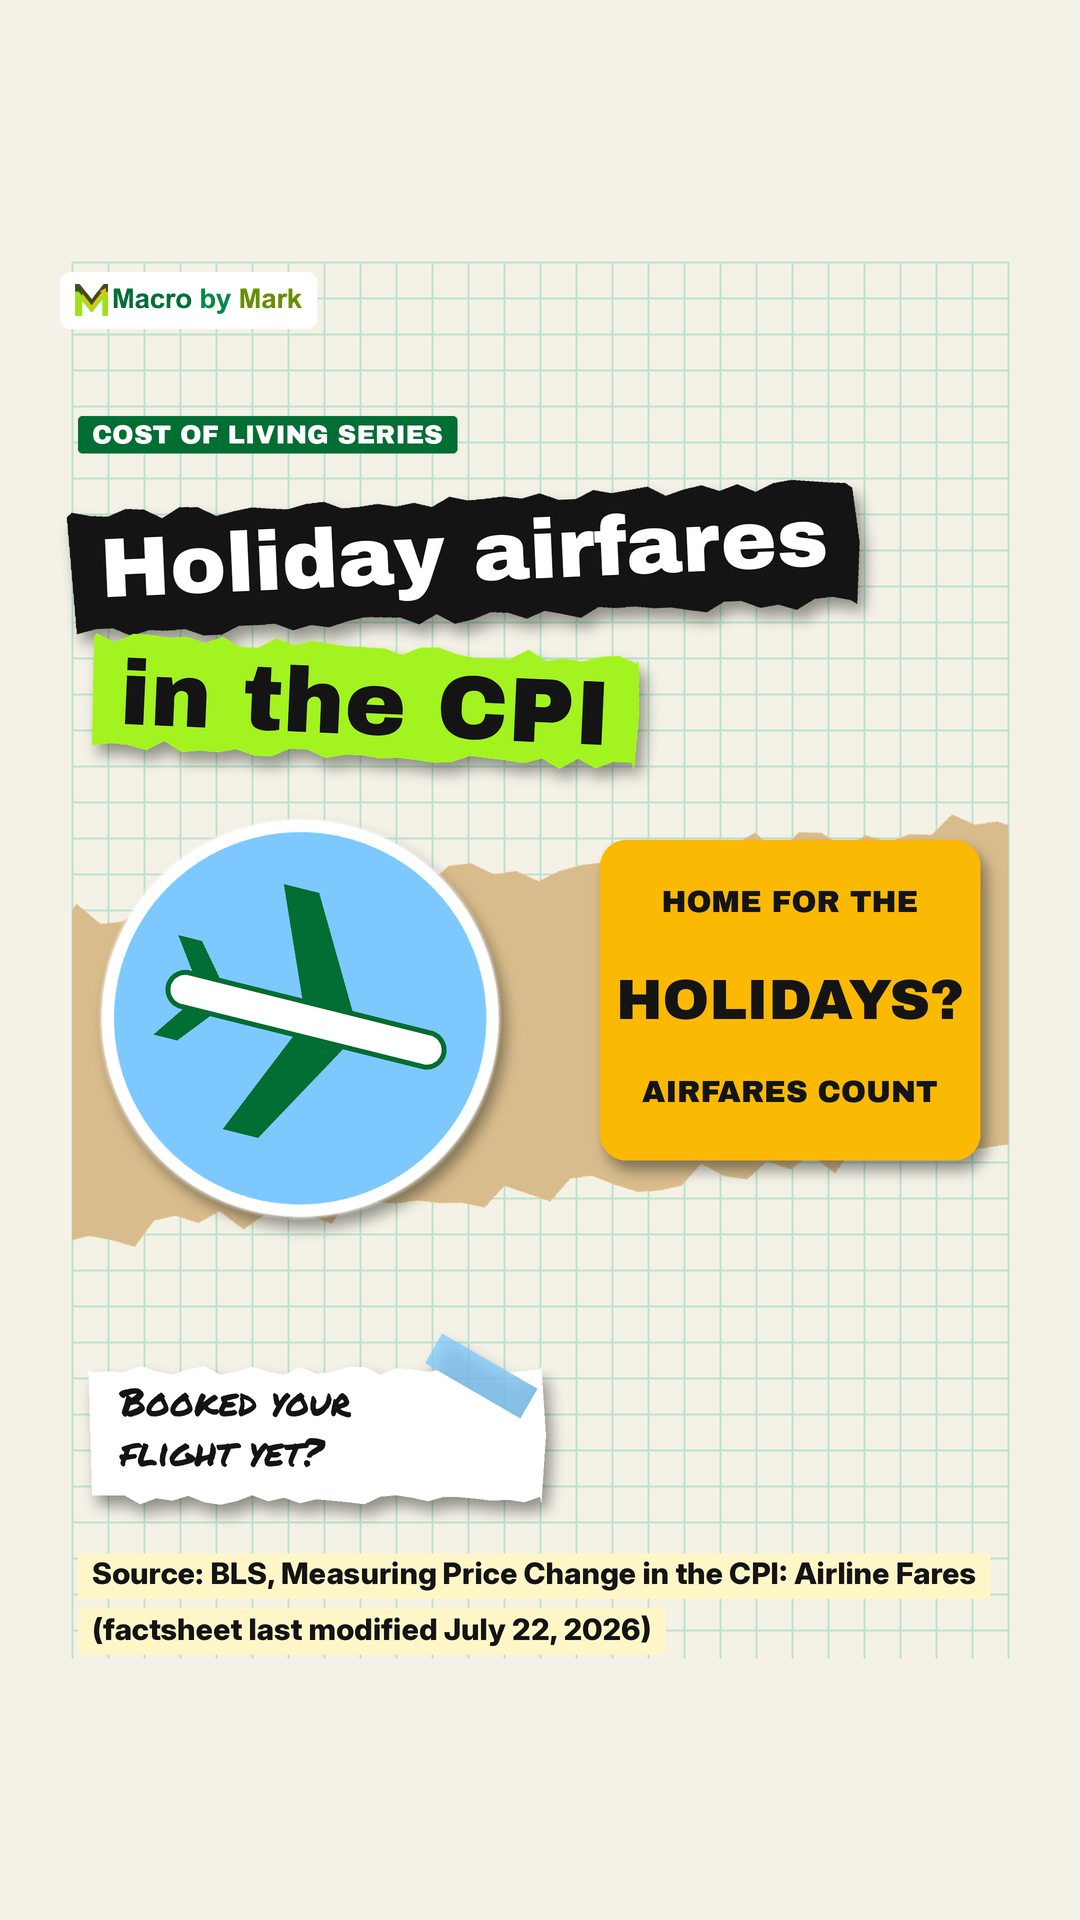 Macro by Mark
COST OF LIVING SERIES
Holiday airfares
in the CPI
HOME FOR THE
HOLIDAYS?
AIRFARES COUNT
BOOKED YOUR
FLIGHT YET?
Source: BLS, Measuring Price Change in the CPI: Airline Fares
(factsheet last modified July 22, 2026)